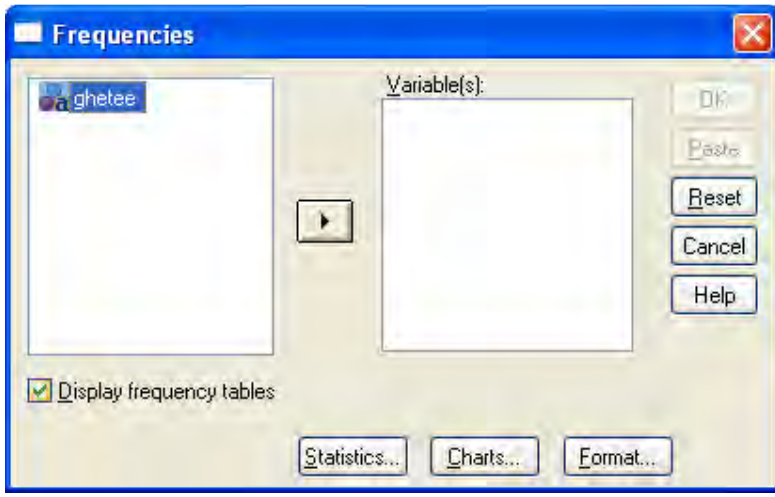 Frequencies
ghetee
Variable(s):
OK
Paste
Reset
Cancel
Help
Display frequency tables
Statistics...
Charts...
Format...